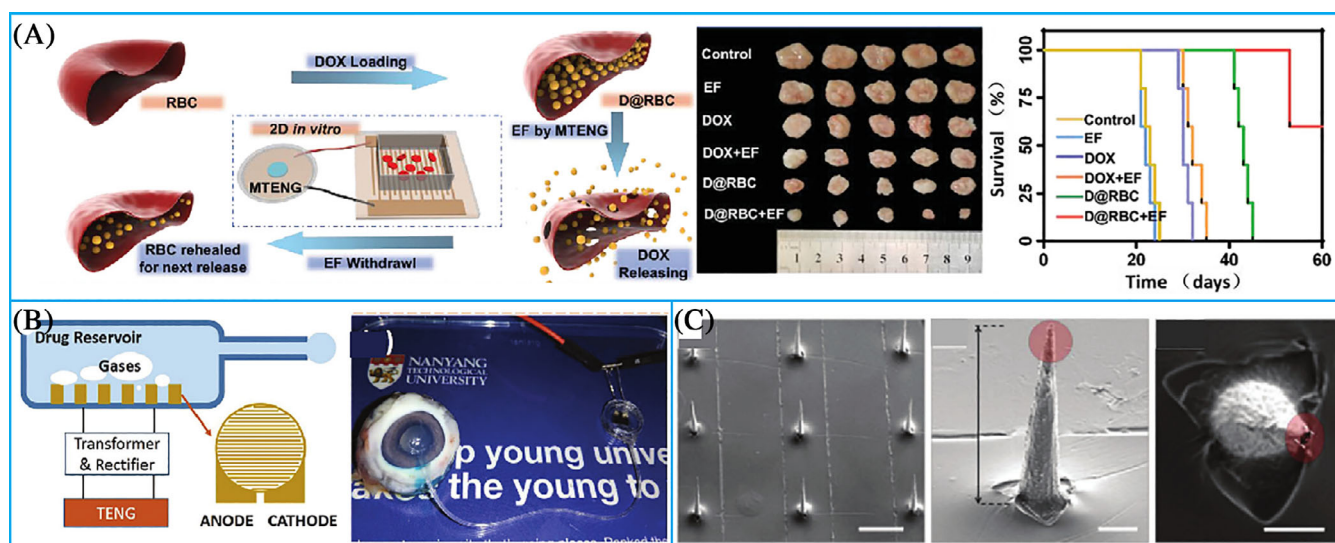 (A)
DOX Loading
RBC
D@RBC
2D in vitro
EF by MTENG
MTENG
RBC rehealed
for next release
EF Withdrawl
DOX
Releasing
Control
EF
DOX
DOX+EF
D@RBC
D@RBC+EF
1 2 3 4 5 6 7 8 9
Survival (%)
100
75
50
25
0
Control
EF
DOX
DOX+EF
D@RBC
D@RBC+EF
0 20 40 60
Time (days)
(B)
Drug Reservoir
Gases
Transformer
& Rectifier
TENG
ANODE CATHODE
NANYANG
TECHNOLOGICAL
UNIVERSITY
p young unive
the young to
(C)